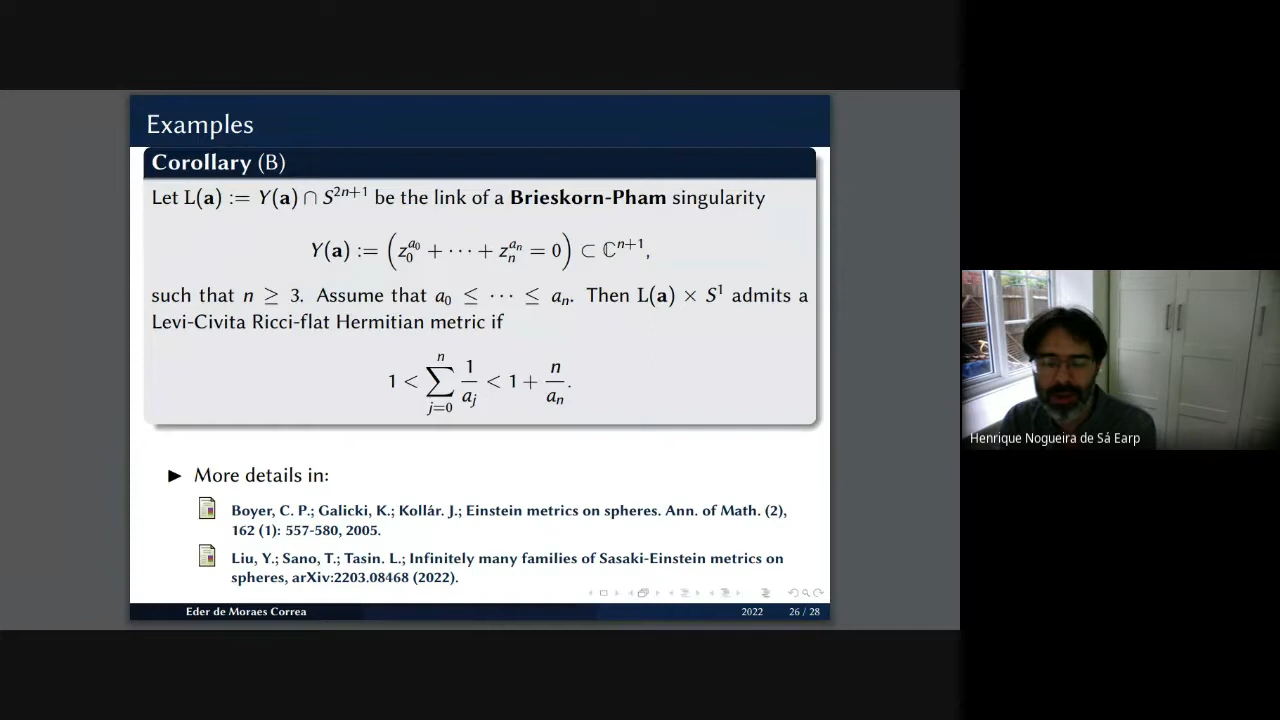 Examples
Corollary (B)
Let L(a) := Y(a) ∩ S^{2n+1} be the link of a Brieskorn-Pham singularity
Y(a) := (z_0^{a_0} + ··· + z_n^{a_n} = 0) ⊂ ℂ^{n+1},
such that n ≥ 3. Assume that a_0 ≤ ··· ≤ a_n. Then L(a) × S^1 admits a
Levi-Civita Ricci-flat Hermitian metric if
1 < \sum_{j=0}^{n} \frac{1}{a_j} < 1 + \frac{n}{a_n}.
► More details in:
Boyer, C. P.; Galicki, K.; Kollár. J.; Einstein metrics on spheres. Ann. of Math. (2),
162 (1): 557-580, 2005.
Liu, Y.; Sano, T.; Tasin. L.; Infinitely many families of Sasaki-Einstein metrics on
spheres, arXiv:2203.08468 (2022).
Eder de Moraes Correa 2022 26 / 28
Henrique Nogueira de Sá Earp